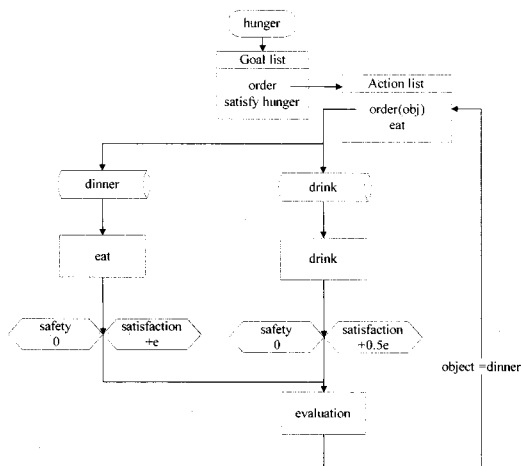 hunger
Goal list
order
satisfy hunger
Action list
order(obj)
eat
dinner
drink
eat
drink
safety
0
satisfaction
+e
safety
0
satisfaction
+0.5e
object =dinner
evaluation